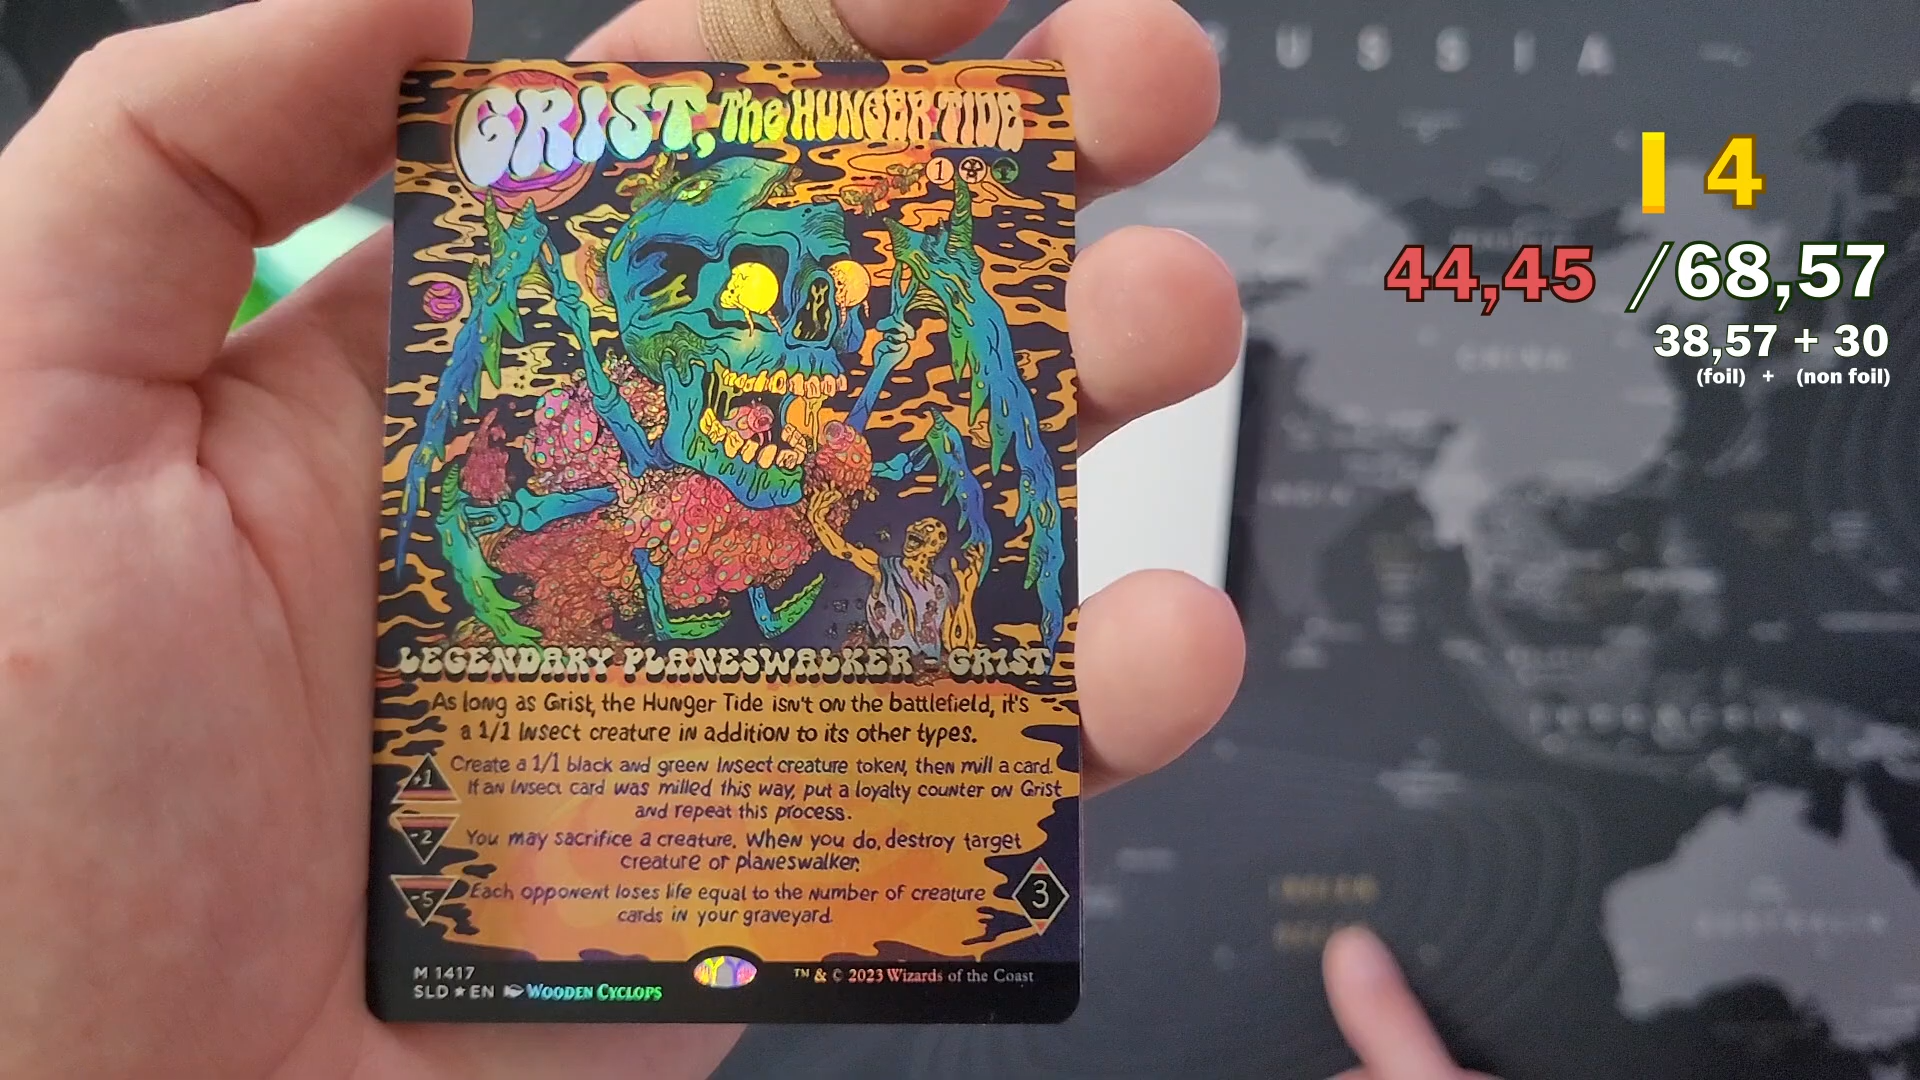 RUSSIA
GRIST, The HUNGER TIDE
1
I 4
44,45 /68,57
38,57 + 30
(foil) + (non foil)
LEGENDARY PLANESWALKER - GRIST
As long as Grist, the Hunger Tide isn't on the battlefield, it's
a 1/1 Insect creature in addition to its other types.
+1 Create a 1/1 black and green Insect creature token, then mill a card.
If an Insect card was milled this way, put a loyalty counter on Grist
and repeat this process.
-2 You may sacrifice a creature. When you do, destroy target
creature or planeswalker.
-5 Each opponent loses life equal to the number of creature
cards in your graveyard.
3
M 1417
SLD ★ EN WOODEN CYCLOPS
™ & © 2023 Wizards of the Coast
CHINA
INDIA
INDIAN
AUSTRALIA